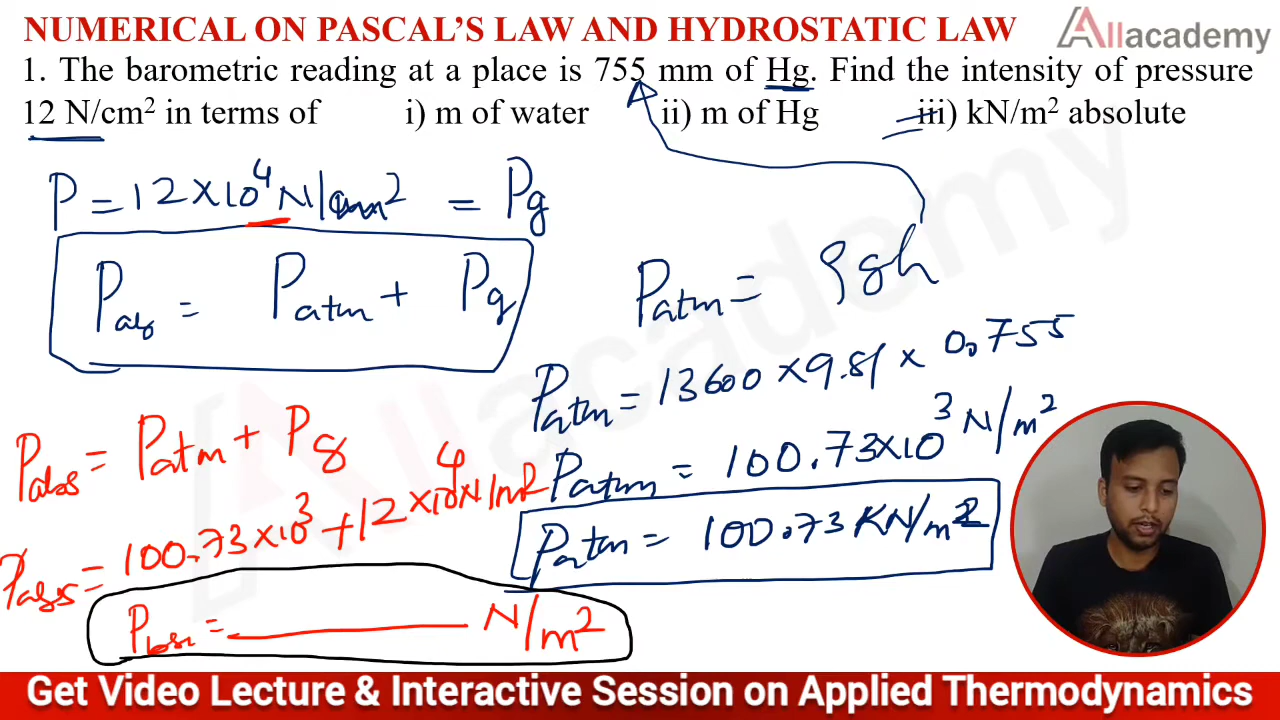 NUMERICAL ON PASCAL'S LAW AND HYDROSTATIC LAW
Allacademy
1. The barometric reading at a place is 755 mm of Hg. Find the intensity of pressure
12 N/cm² in terms of i) m of water ii) m of Hg iii) kN/m² absolute
P = 12×10⁴ N/m² = Pg
Pabs = Patm + Pg
Patm = ρgh
Patm = 13600 × 9.81 × 0.755
Patm = 100.73×10³ N/m²
Patm = 100.73 KN/m²
Pabs = Patm + Pg
Pabs = 100.73×10³ + 12×10⁴ N/m²
Pabs = ______ N/m²
Get Video Lecture & Interactive Session on Applied Thermodynamics